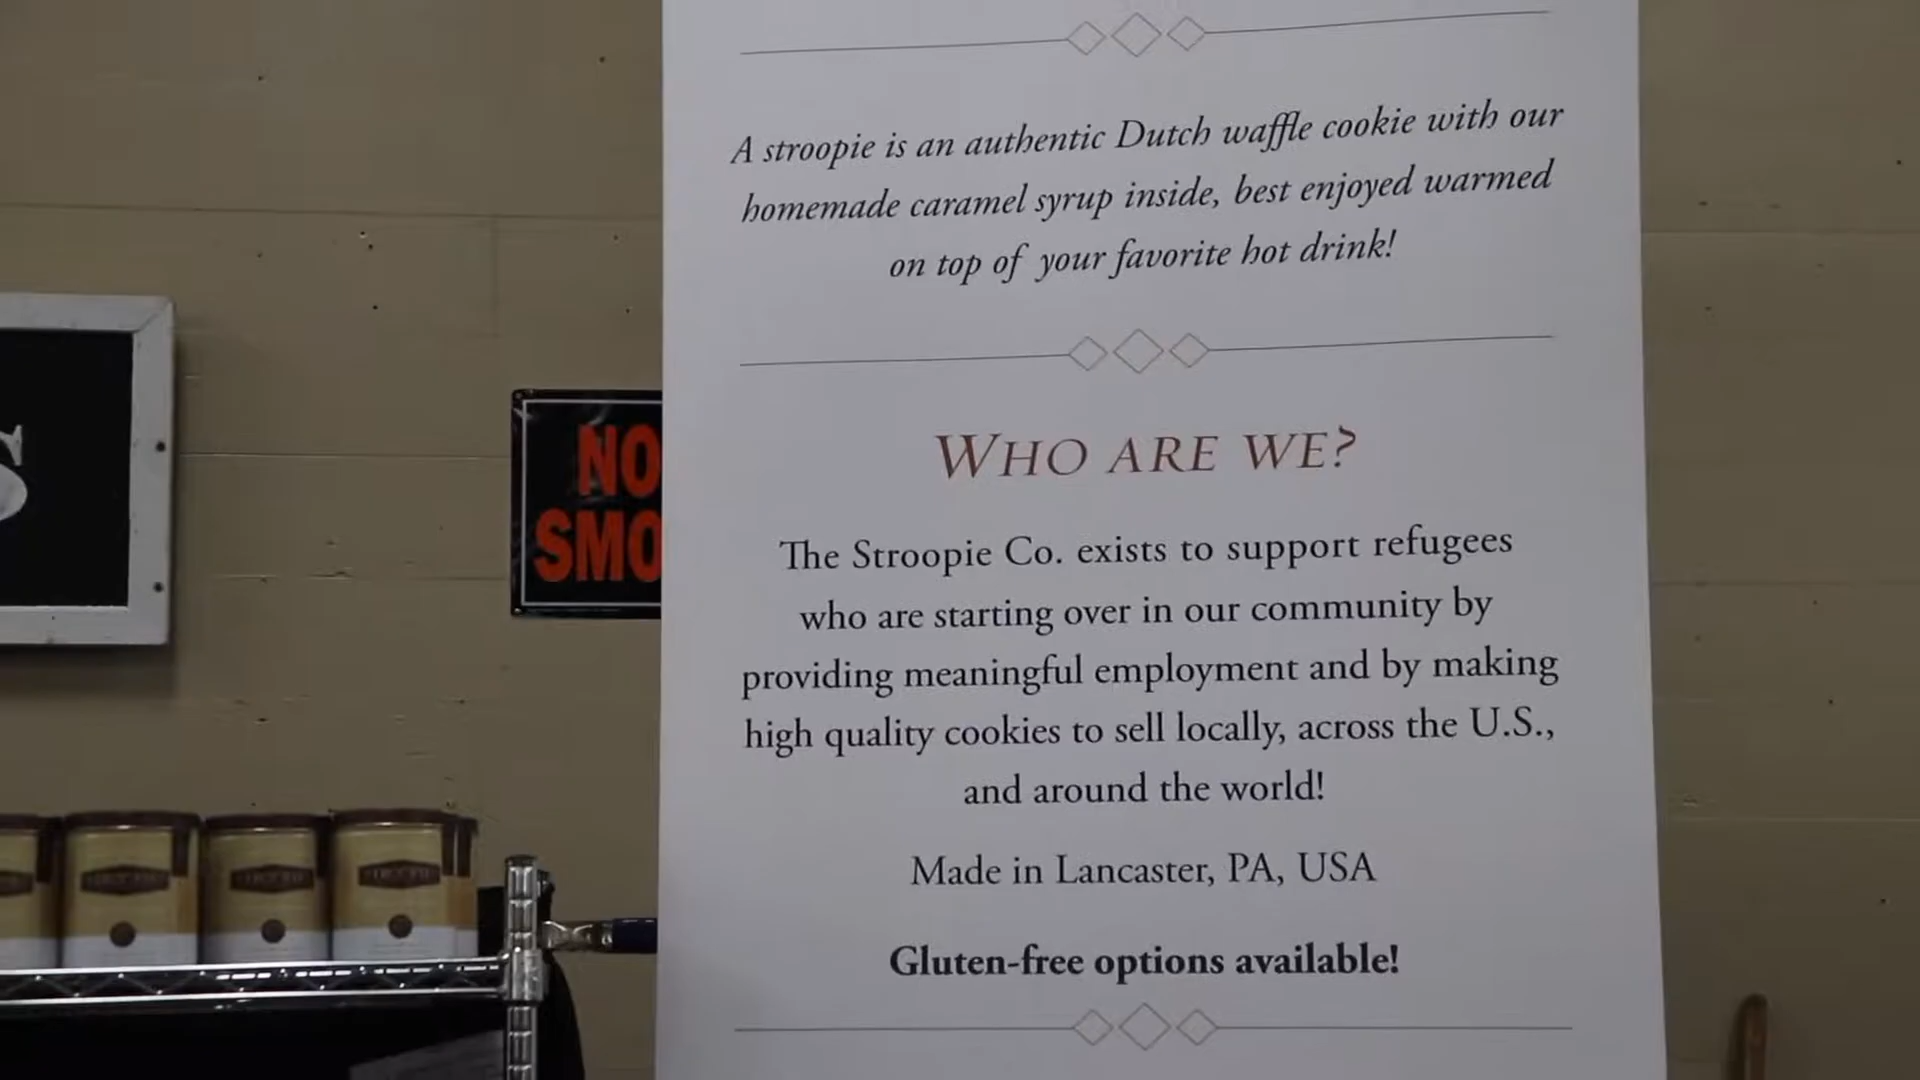 A stroopie is an authentic Dutch waffle cookie with our
homemade caramel syrup inside, best enjoyed warmed
on top of your favorite hot drink!
WHO ARE WE?
The Stroopie Co. exists to support refugees
who are starting over in our community by
providing meaningful employment and by making
high quality cookies to sell locally, across the U.S.,
and around the world!
Made in Lancaster, PA, USA
Gluten-free options available!
NO
SMO
S